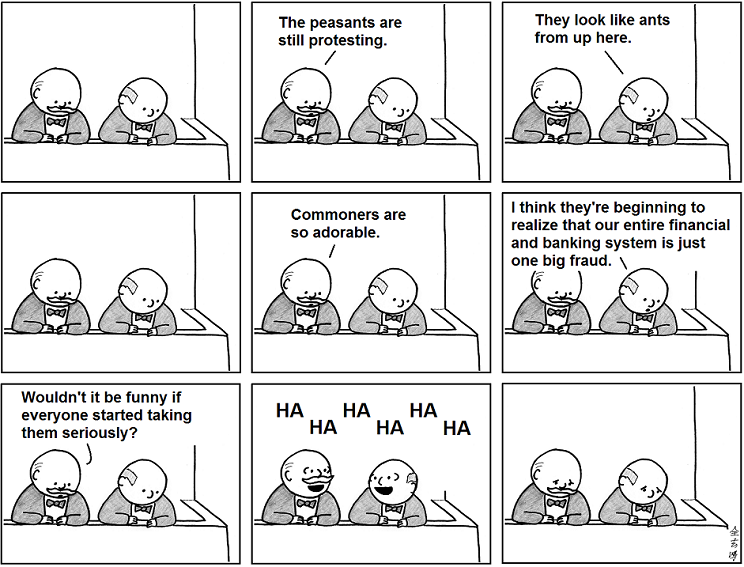 The peasants are
still protesting.
They look like ants
from up here.
Commoners are
so adorable.
I think they're beginning to
realize that our entire financial
and banking system is just
one big fraud.
Wouldn't it be funny if
everyone started taking
them seriously?
HA HA HA HA HA HA